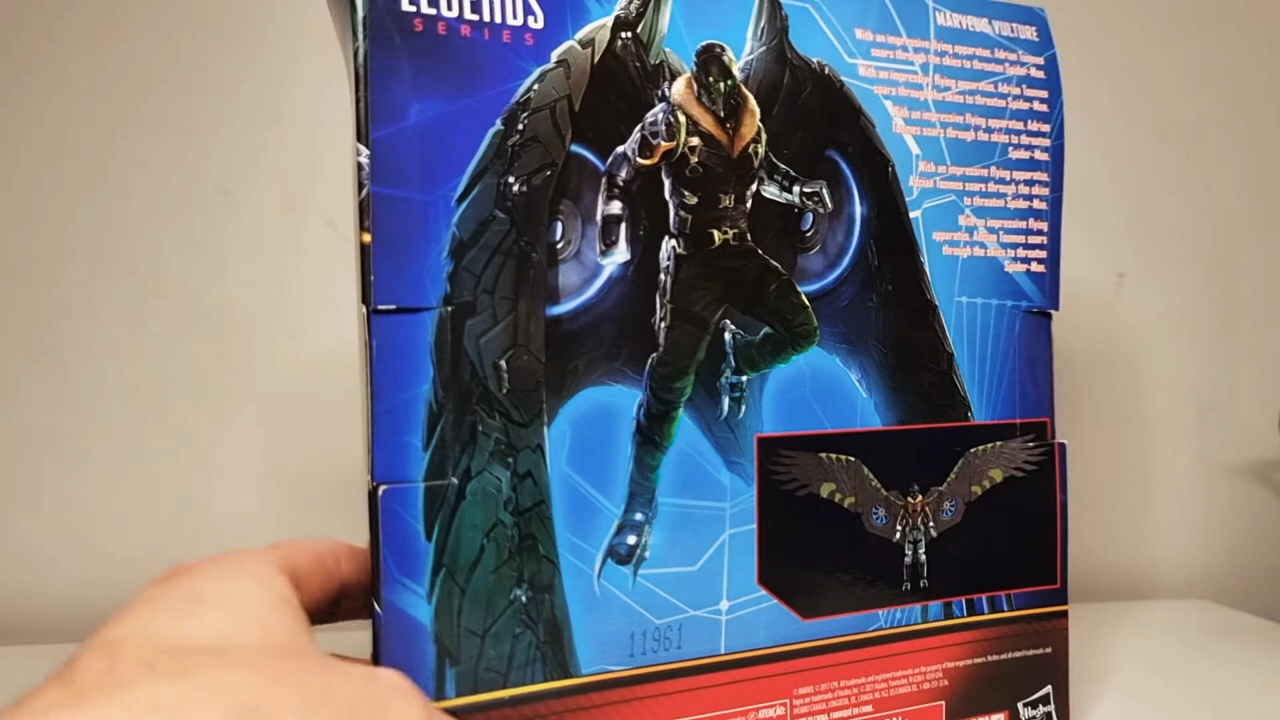 LEGENDS
SERIES
MARVEL'S VULTURE
With an impressive flying apparatus, Adrian Toomes
soars through the skies to threaten Spider-Man.
With an impressive flying apparatus, Adrian Toomes
soars through the skies to threaten Spider-Man.
With an impressive flying apparatus, Adrian
Toomes soars through the skies to threaten
Spider-Man.
With an impressive flying apparatus,
Adrian Toomes soars through the skies
to threaten Spider-Man.
With an impressive flying
apparatus, Adrian Toomes soars
through the skies to threaten
Spider-Man.
11961
ATENÇÃO:
MARVEL
Hasbro